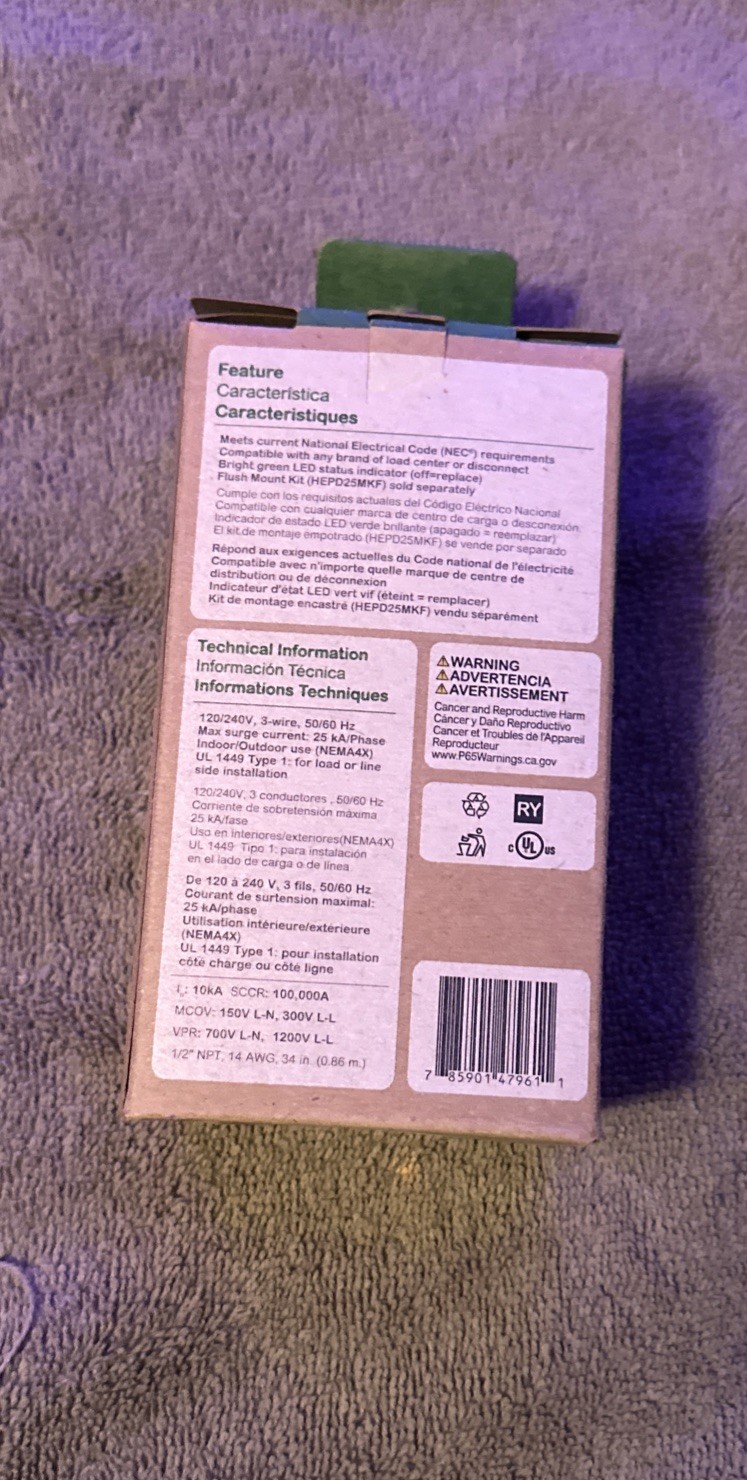 Feature
Característica
Caracteristiques
Meets current National Electrical Code (NEC®) requirements
Compatible with any brand of load center or disconnect
Bright green LED status indicator (off=replace)
Flush Mount Kit (HEPD25MKF) sold separately
Cumple con los requisitos actuales del Código Eléctrico Nacional
Compatible con cualquier marca de centro de carga o desconexión
Indicador de estado LED verde brillante (apagado = reemplazar)
El kit de montaje empotrado (HEPD25MKF) se vende por separado
Répond aux exigences actuelles du Code national de l'électricité
Compatible avec n'importe quelle marque de centre de
distribution ou de déconnexion
Indicateur d'état LED vert vif (éteint = remplacer)
Kit de montage encastré (HEPD25MKF) vendu séparément
Technical Information
Información Técnica
Informations Techniques
120/240V, 3-wire, 50/60 Hz
Max surge current: 25 kA/Phase
Indoor/Outdoor use (NEMA4X)
UL 1449 Type 1: for load or line
side installation
120/240V, 3 conductores , 50/60 Hz
Corriente de sobretensión máxima
25 kA/fase
Uso en interiores/exteriores(NEMA4X)
UL 1449 Tipo 1: para instalación
en el lado de carga o de línea
De 120 à 240 V, 3 fils, 50/60 Hz
Courant de surtension maximal:
25 kA/phase
Utilisation intérieure/extérieure
(NEMA4X)
UL 1449 Type 1: pour installation
côté charge ou côté ligne
: 10kA SCCR: 100,000A
MCOV: 150V L-N, 300V L-L
VPR: 700V L-N, 1200V L-L
1/2" NPT, 14 AWG, 34 in. (0.86 m.)
WARNING
ADVERTENCIA
AVERTISSEMENT
Cancer and Reproductive Harm
Cáncer y Daño Reproductivo
Cancer et Troubles de l'Appareil
Reproducteur
www.P65Warnings.ca.gov
RY
C UL US
7 85901 47961 1